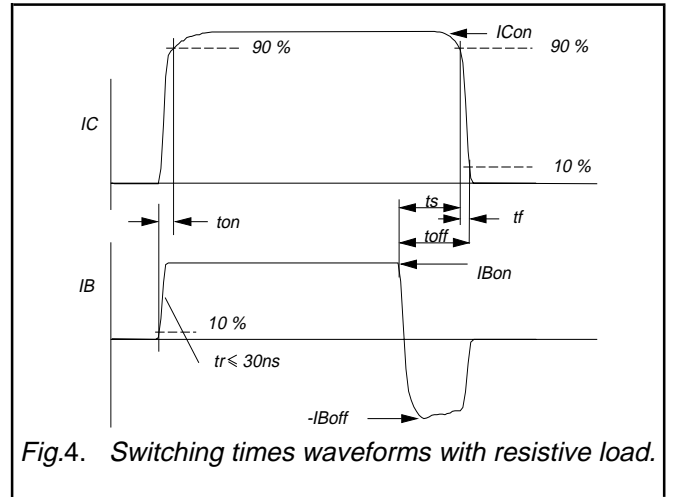 ICon
90 %
90 %
IC
10 %
ts
ton
tf
toff
IBon
IB
10 %
tr ⩽ 30ns
-IBoff
Fig.4. Switching times waveforms with resistive load.